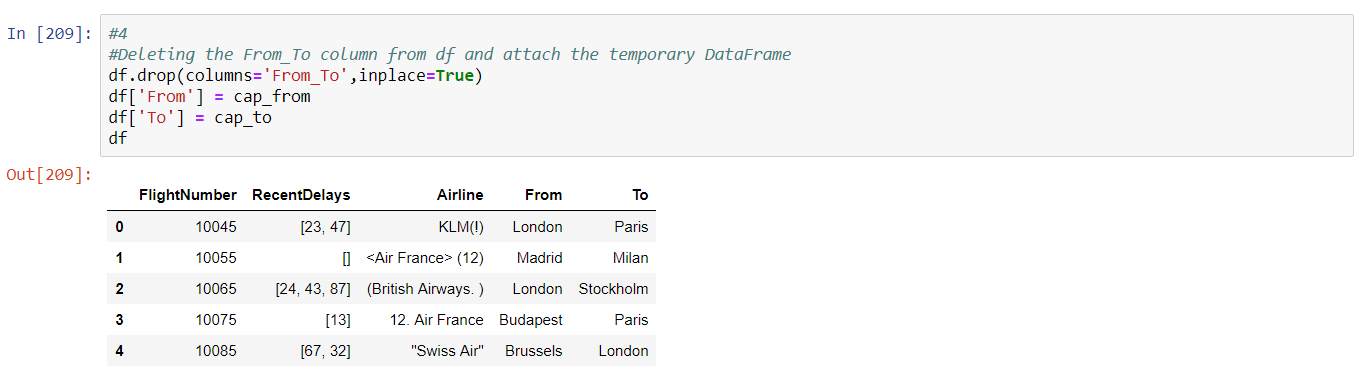 In [209]: #4
#Deleting the From_To column from df and attach the temporary DataFrame
df.drop(columns='From_To',inplace=True)
df['From'] = cap_from
df['To'] = cap_to
df
Out[209]:
FlightNumber RecentDelays Airline From To
0 10045 [23, 47] KLM(!) London Paris
1 10055 [] <Air France> (12) Madrid Milan
2 10065 [24, 43, 87] (British Airways. ) London Stockholm
3 10075 [13] 12. Air France Budapest Paris
4 10085 [67, 32] "Swiss Air" Brussels London